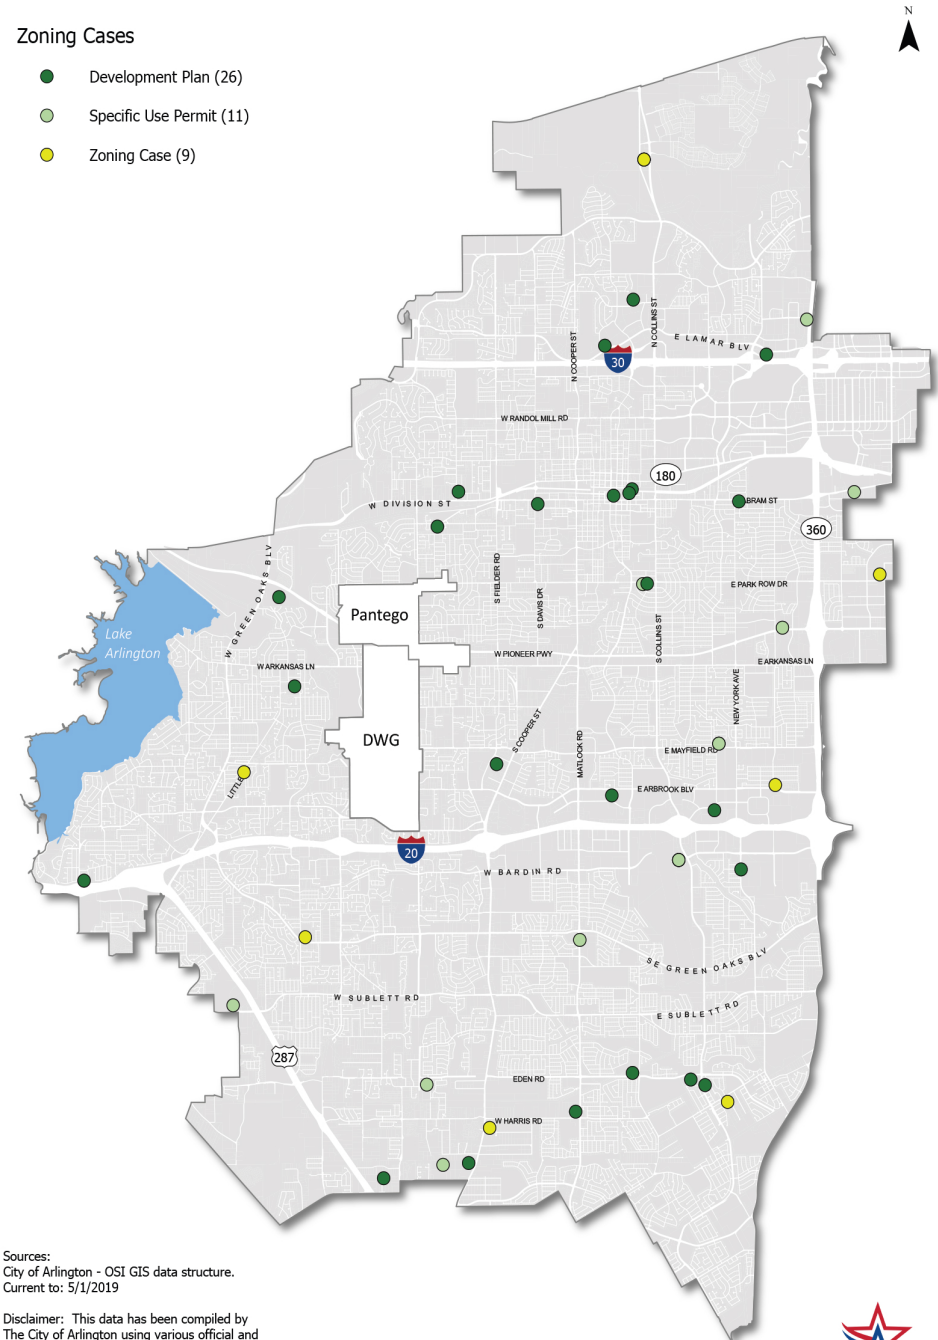 N
Zoning Cases
Development Plan (26)
Specific Use Permit (11)
Zoning Case (9)
N COLLINS ST
N COOPER ST
E LAMAR BLV
30
W RANDOL MILL RD
180
W DIVISION ST
BRAM ST
360
W GREEN OAKS BLV
S FIELDER RD
S DAVIS DR
E PARK ROW DR
Pantego
Lake
Arlington
S COLLINS ST
W PIONEER PWY
E ARKANSAS LN
W ARKANSAS LN
NEW YORK AVE
DWG
S COOPER ST
MATLOCK RD
E MAYFIELD RD
LITTLE
E ARBROOK BLV
20
W BARDIN RD
SE GREEN OAKS BLV
W SUBLETT RD
E SUBLETT RD
287
EDEN RD
W HARRIS RD
Sources:
City of Arlington - OSI GIS data structure.
Current to: 5/1/2019
Disclaimer:  This data has been compiled by
The City of Arlington using various official and